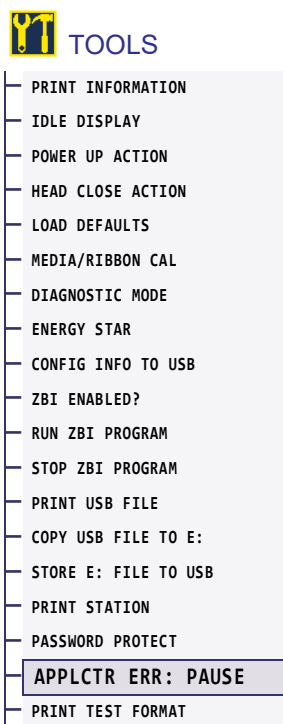 TOOLS
PRINT INFORMATION
IDLE DISPLAY
POWER UP ACTION
HEAD CLOSE ACTION
LOAD DEFAULTS
MEDIA/RIBBON CAL
DIAGNOSTIC MODE
ENERGY STAR
CONFIG INFO TO USB
ZBI ENABLED?
RUN ZBI PROGRAM
STOP ZBI PROGRAM
PRINT USB FILE
COPY USB FILE TO E:
STORE E: FILE TO USB
PRINT STATION
PASSWORD PROTECT
APPLCTR ERR: PAUSE
PRINT TEST FORMAT